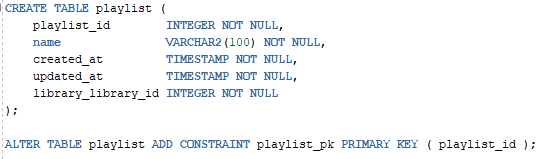 CREATE TABLE playlist (
    playlist_id        INTEGER NOT NULL,
    name               VARCHAR2(100) NOT NULL,
    created_at         TIMESTAMP NOT NULL,
    updated_at         TIMESTAMP NOT NULL,
    library_library_id INTEGER NOT NULL
);
ALTER TABLE playlist ADD CONSTRAINT playlist_pk PRIMARY KEY ( playlist_id );